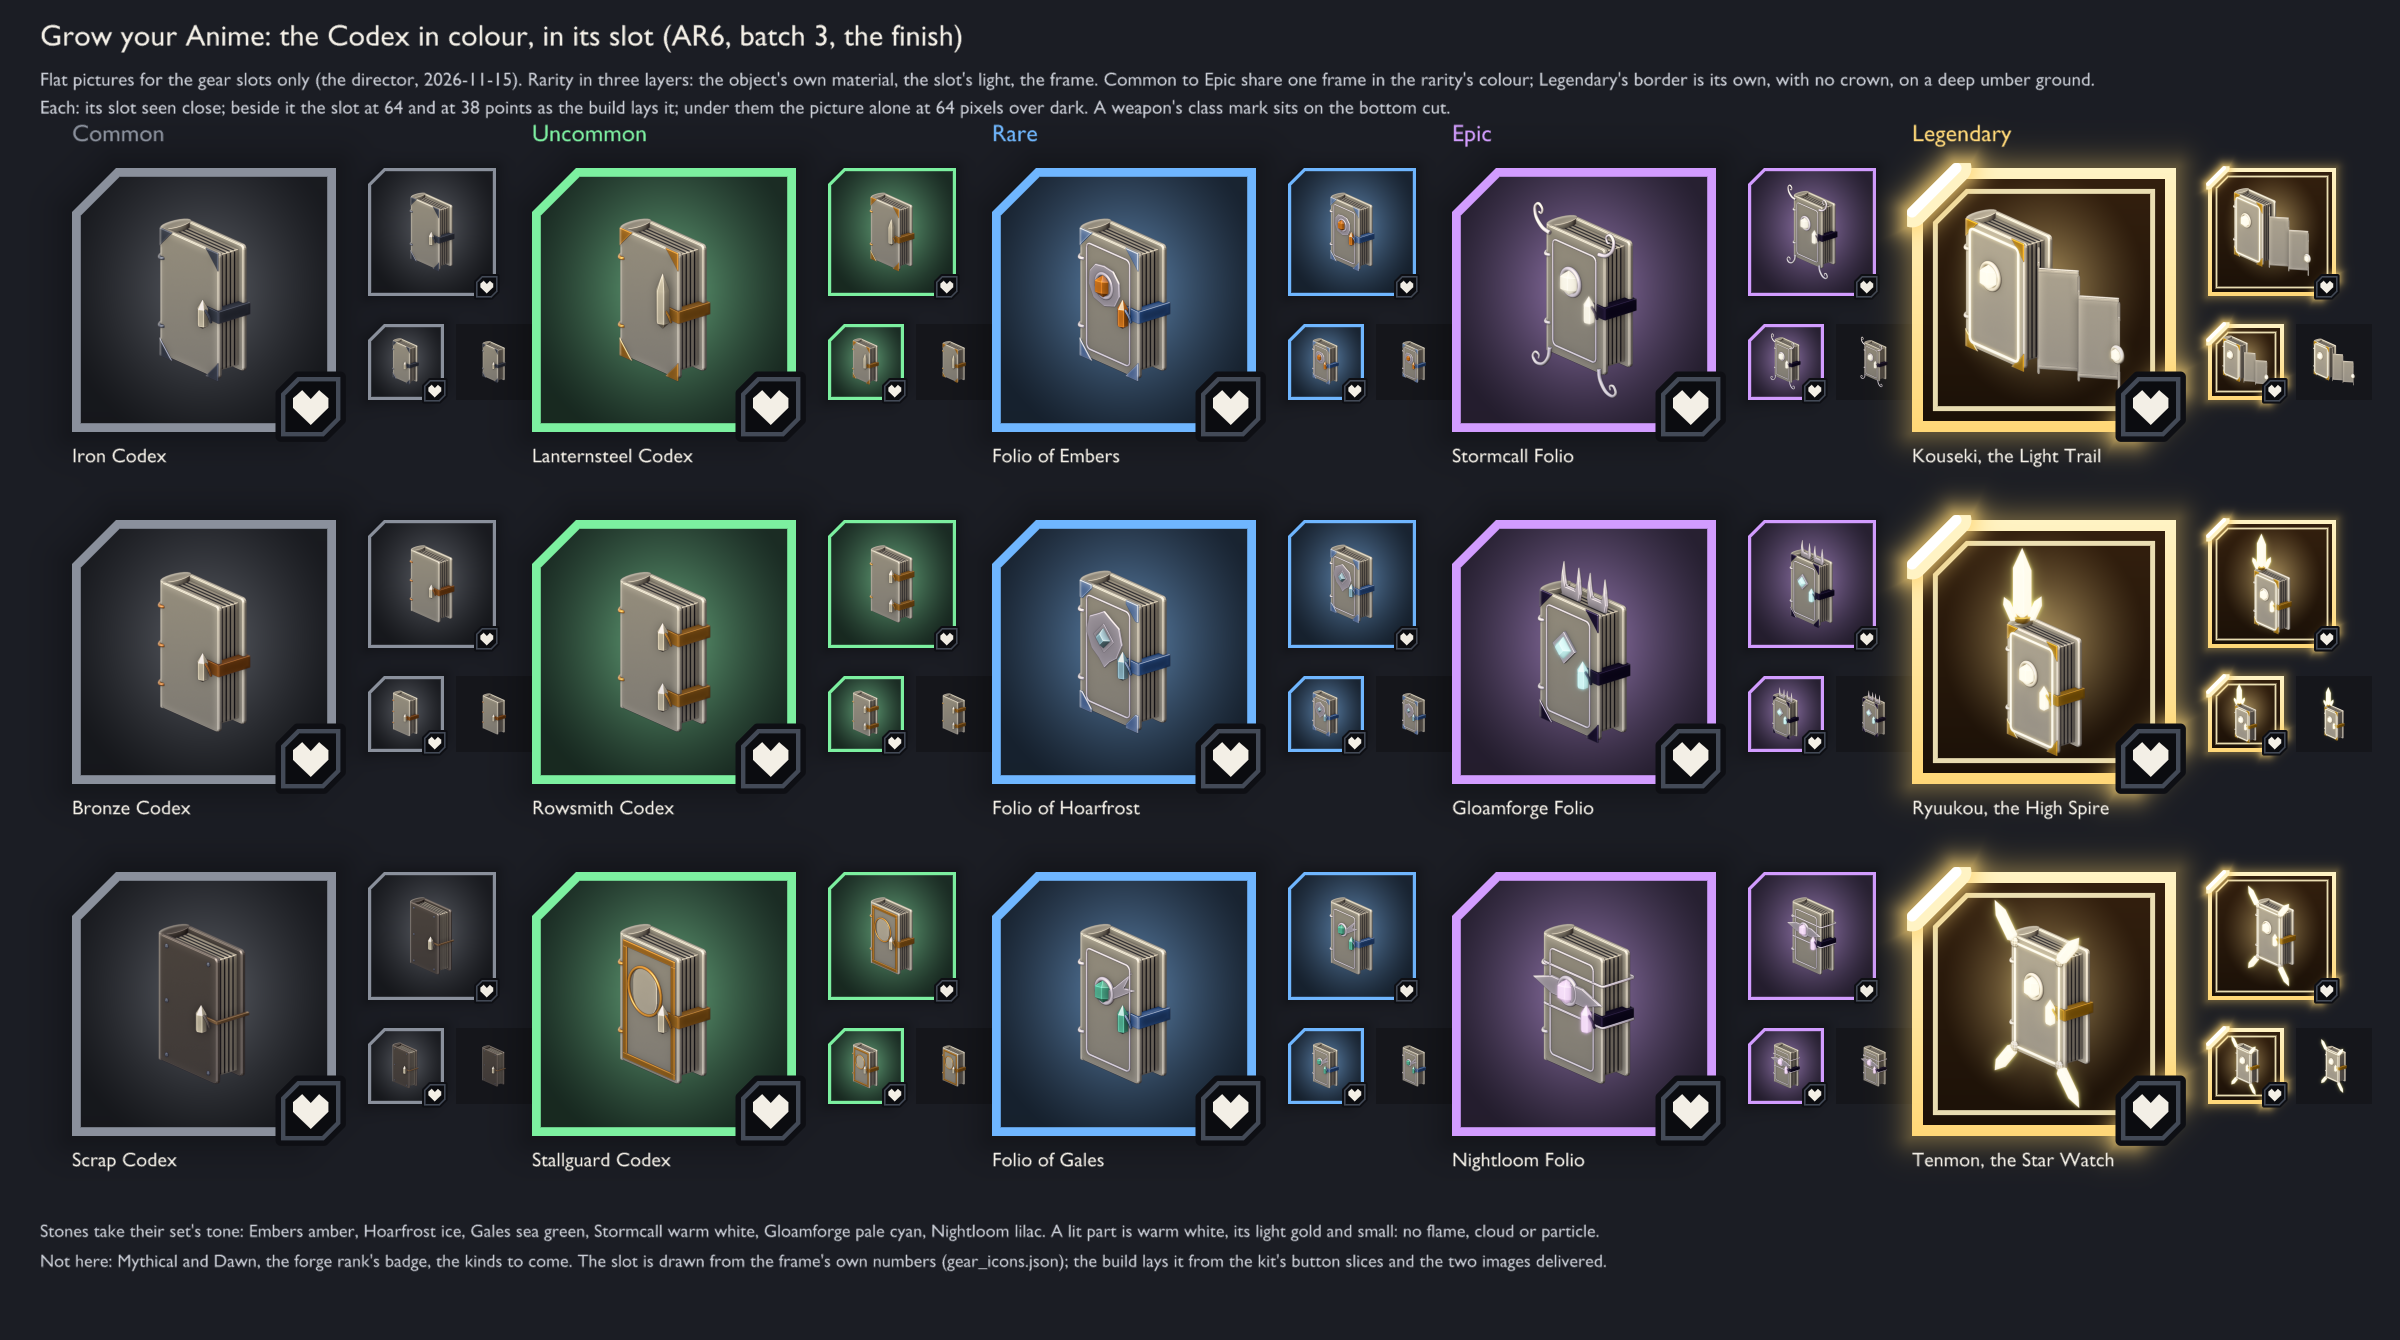 Grow your Anime: the Codex in colour, in its slot (AR6, batch 3, the finish)
Flat pictures for the gear slots only (the director, 2026-11-15). Rarity in three layers: the object's own material, the slot's light, the frame. Common to Epic share one frame in the rarity's colour; Legendary's border is its own, with no crown, on a deep umber ground.
Each: its slot seen close; beside it the slot at 64 and at 38 points as the build lays it; under them the picture alone at 64 pixels over dark. A weapon's class mark sits on the bottom cut.
Common
Uncommon
Rare
Epic
Legendary
Iron Codex
Lanternsteel Codex
Folio of Embers
Stormcall Folio
Kouseki, the Light Trail
Bronze Codex
Rowsmith Codex
Folio of Hoarfrost
Gloamforge Folio
Ryuukou, the High Spire
Scrap Codex
Stallguard Codex
Folio of Gales
Nightloom Folio
Tenmon, the Star Watch
Stones take their set's tone: Embers amber, Hoarfrost ice, Gales sea green, Stormcall warm white, Gloamforge pale cyan, Nightloom lilac. A lit part is warm white, its light gold and small: no flame, cloud or particle.
Not here: Mythical and Dawn, the forge rank's badge, the kinds to come. The slot is drawn from the frame's own numbers (gear_icons.json); the build lays it from the kit's button slices and the two images delivered.